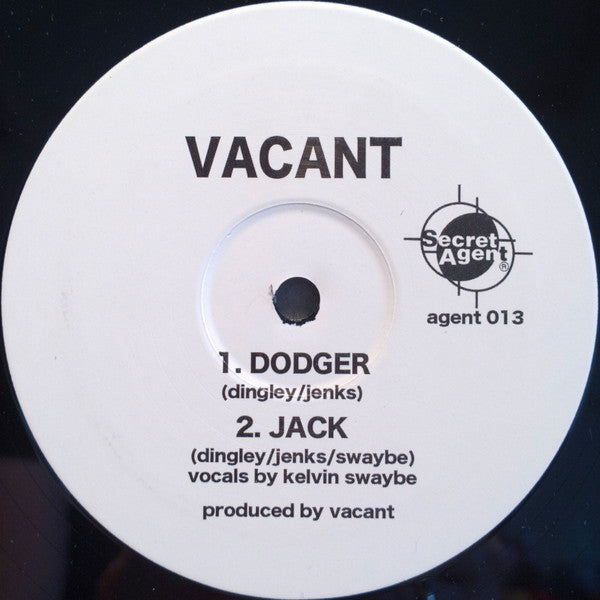 VACANT
Secret
Agent
®
agent 013
1. DODGER
(dingley/jenks)
2. JACK
(dingley/jenks/swaybe)
vocals by kelvin swaybe
produced by vacant